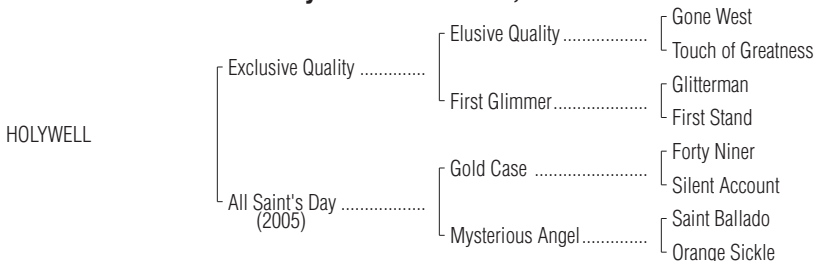 Gone West
Elusive Quality ..................
Touch of Greatness
Exclusive Quality ..............
Glitterman
First Glimmer....................
First Stand
HOLYWELL
Forty Niner
Gold Case ........................
Silent Account
All Saint's Day ..................
(2005)
Saint Ballado
Mysterious Angel..............
Orange Sickle